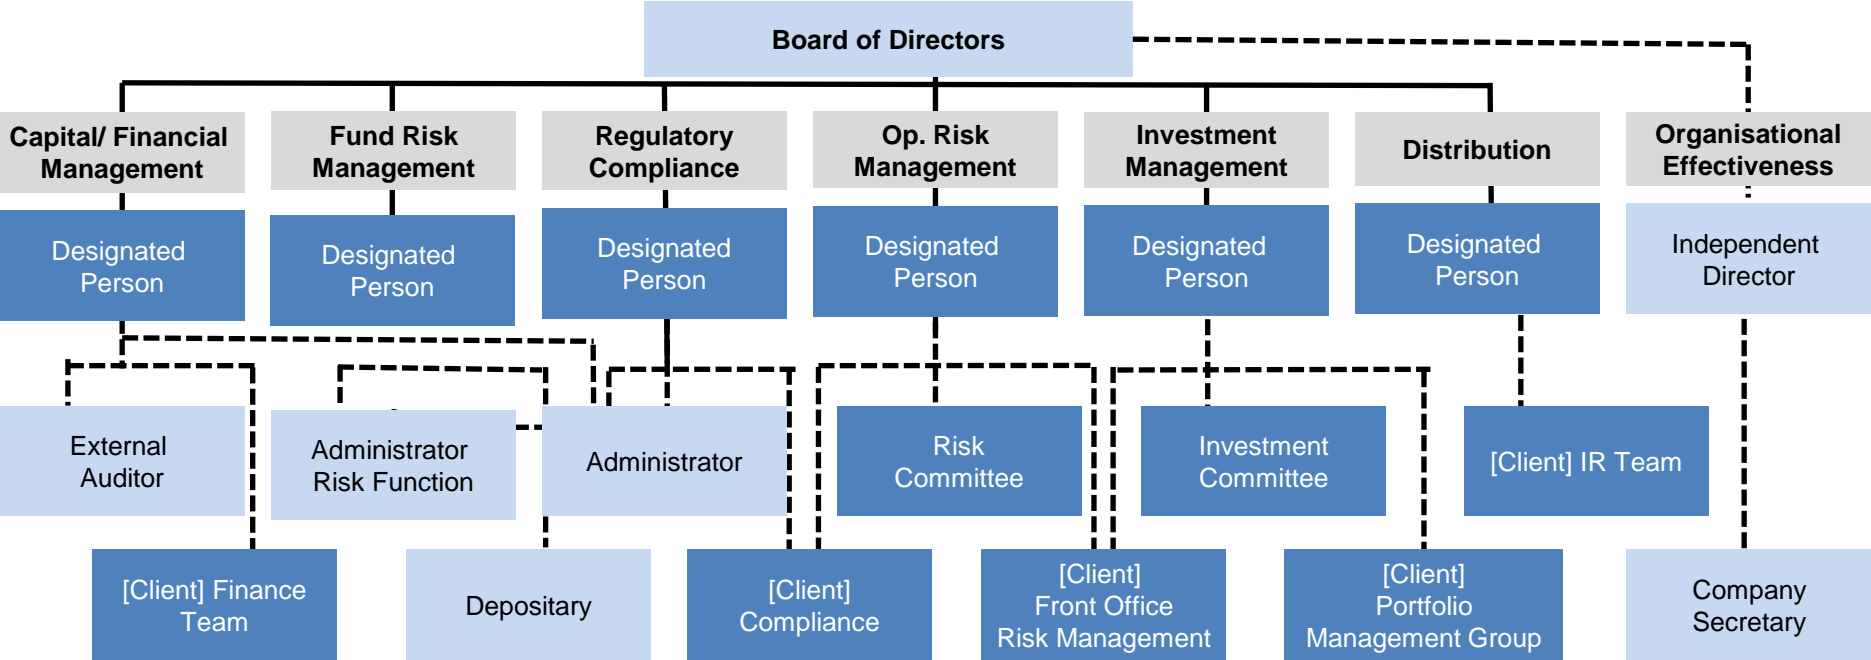 Board of Directors
Capital/ Financial
Management
Fund Risk
Management
Regulatory
Compliance
Op. Risk
Management
Investment
Management
Distribution
Organisational
Effectiveness
Designated
Person
Designated
Person
Designated
Person
Designated
Person
Designated
Person
Designated
Person
Independent
Director
External
Auditor
Administrator
Risk Function
Administrator
Risk
Committee
Investment
Committee
[Client] IR Team
[Client] Finance
Team
Depositary
[Client]
Compliance
[Client]
Front Office
Risk Management
[Client]
Portfolio
Management Group
Company
Secretary